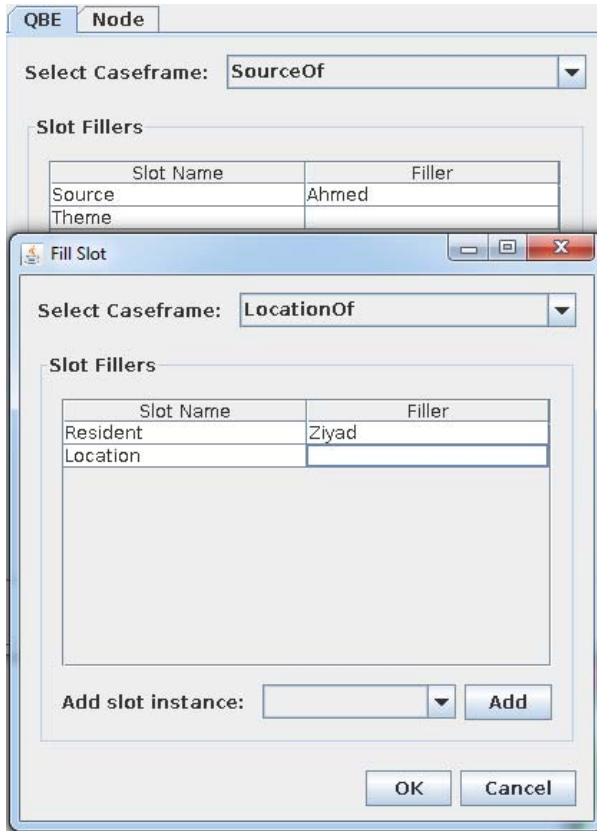 QBE Node
Select Caseframe: SourceOf
Slot Fillers
Slot Name Filler
Source Ahmed
Theme
Fill Slot
Select Caseframe: LocationOf
Slot Fillers
Slot Name Filler
Resident Ziyad
Location
Add slot instance: Add
OK Cancel